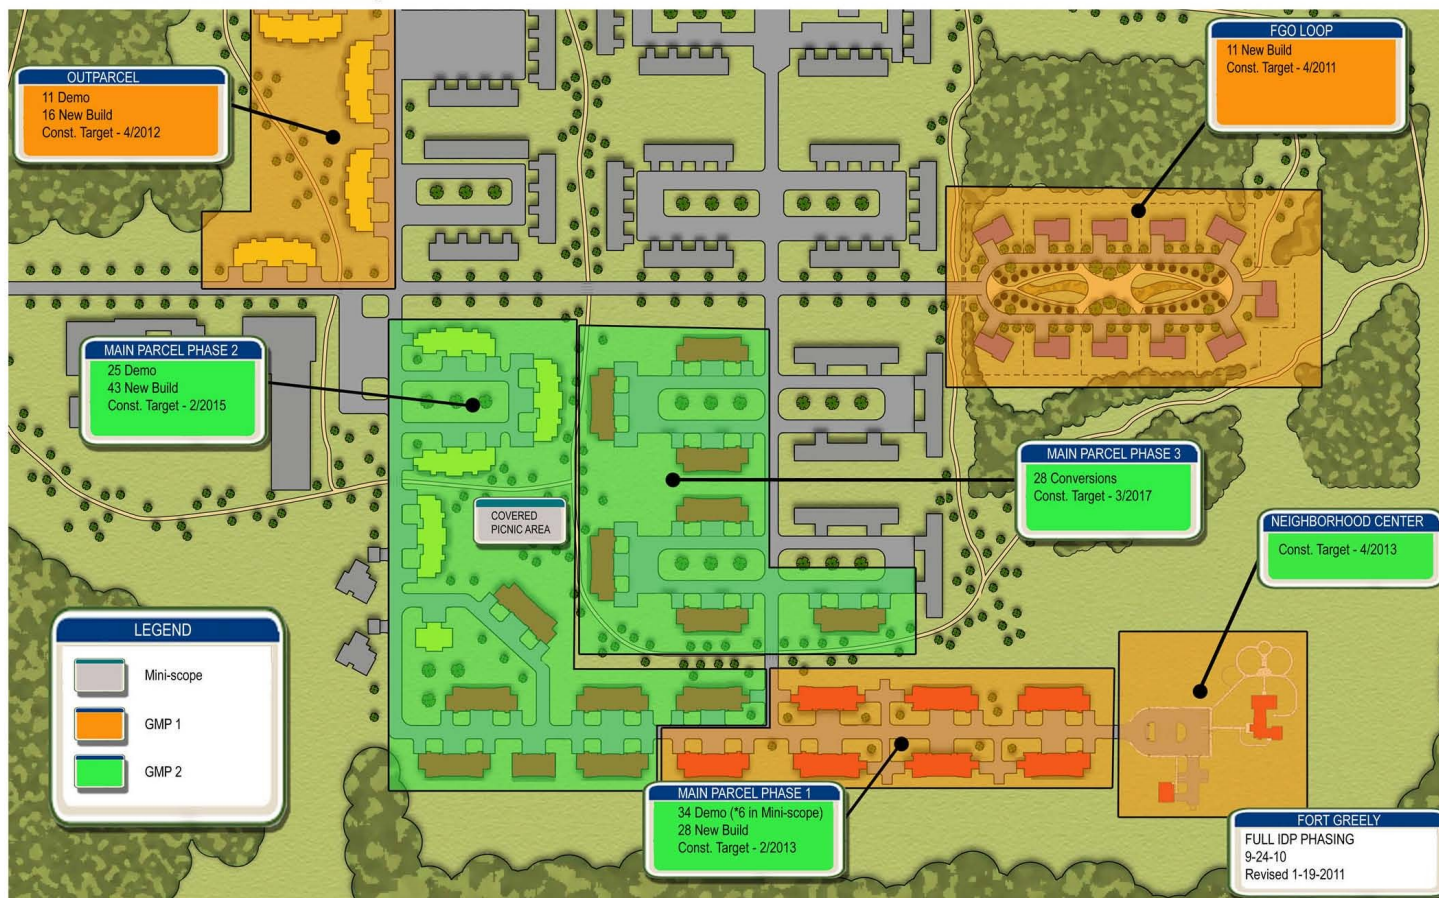 FGO LOOP
11 New Build
Const. Target - 4/2011
OUTPARCEL
11 Demo
16 New Build
Const. Target - 4/2012
MAIN PARCEL PHASE 2
25 Demo
43 New Build
Const. Target - 2/2015
MAIN PARCEL PHASE 3
28 Conversions
Const. Target - 3/2017
COVERED
PICNIC AREA
NEIGHBORHOOD CENTER
Const. Target - 4/2013
LEGEND
Mini-scope
GMP 1
GMP 2
MAIN PARCEL PHASE 1
34 Demo (*6 in Mini-scope)
28 New Build
Const. Target - 2/2013
FORT GREELY
FULL IDP PHASING
9-24-10
Revised 1-19-2011